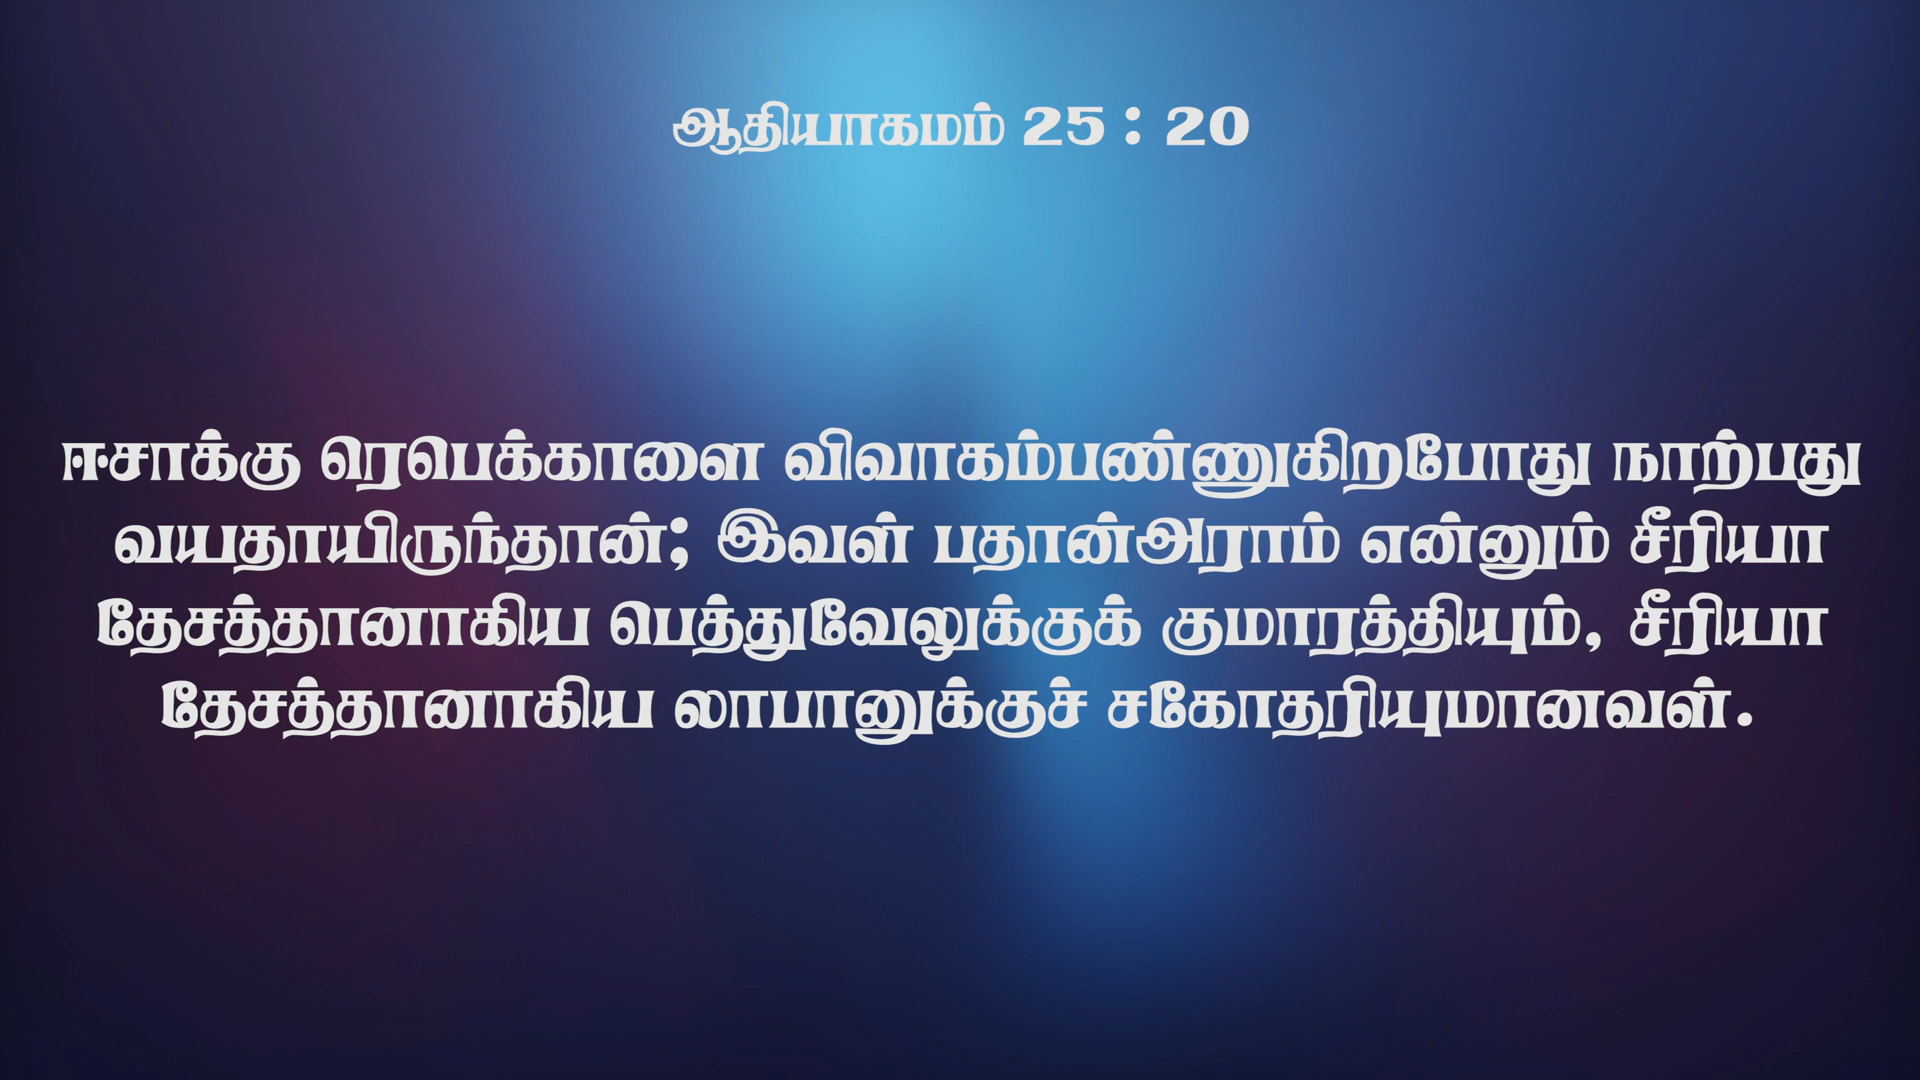 ஆதியாகமம் 25 : 20
ஈசாக்கு ரெபெக்காளை விவாகம்பண்ணுகிறபோது நாற்பது
வயதாயிருந்தான்; இவள் பதான்அராம் என்னும் சீரியா
தேசத்தானாகிய பெத்துவேலுக்குக் குமாரத்தியும், சீரியா
தேசத்தானாகிய லாபானுக்குச் சகோதரியுமானவள்.